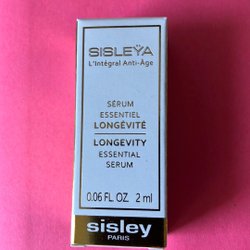 SISLEŸA
L'Intégral Anti-Âge
SÉRUM
ESSENTIEL
LONGÉVITÉ
LONGEVITY
ESSENTIAL
SERUM
0.06 FL. OZ. 2 ml
sisley
PARIS